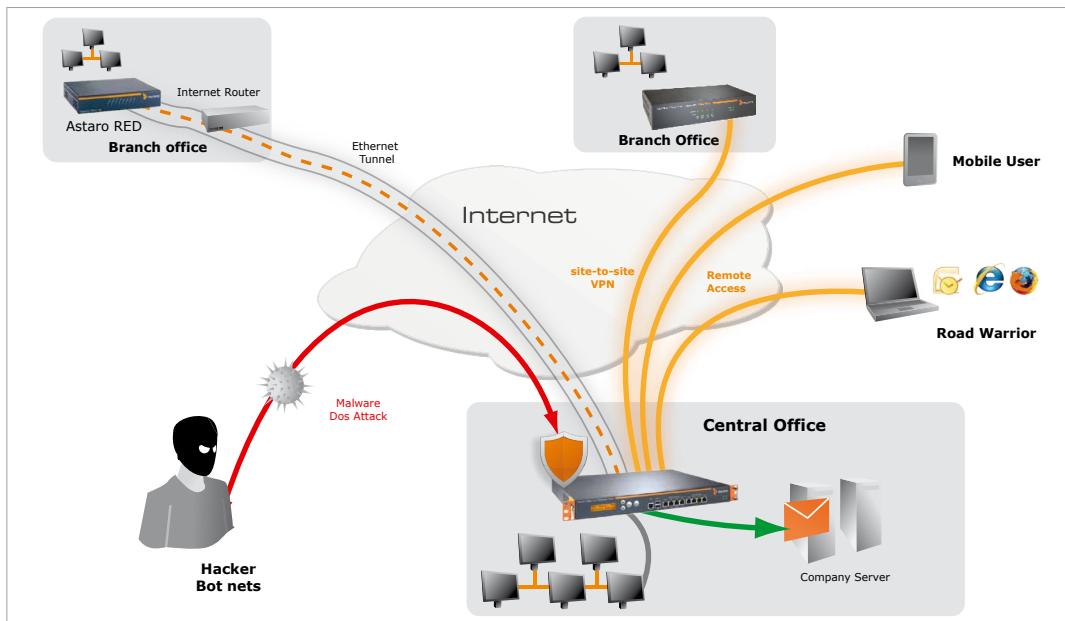 Internet Router
Astaro RED
Branch office
Ethernet
Tunnel
Branch Office
Mobile User
Internet
site-to-site
VPN
Remote
Access
Road Warrior
Malware
Dos Attack
Central Office
Hacker
Bot nets
Company Server